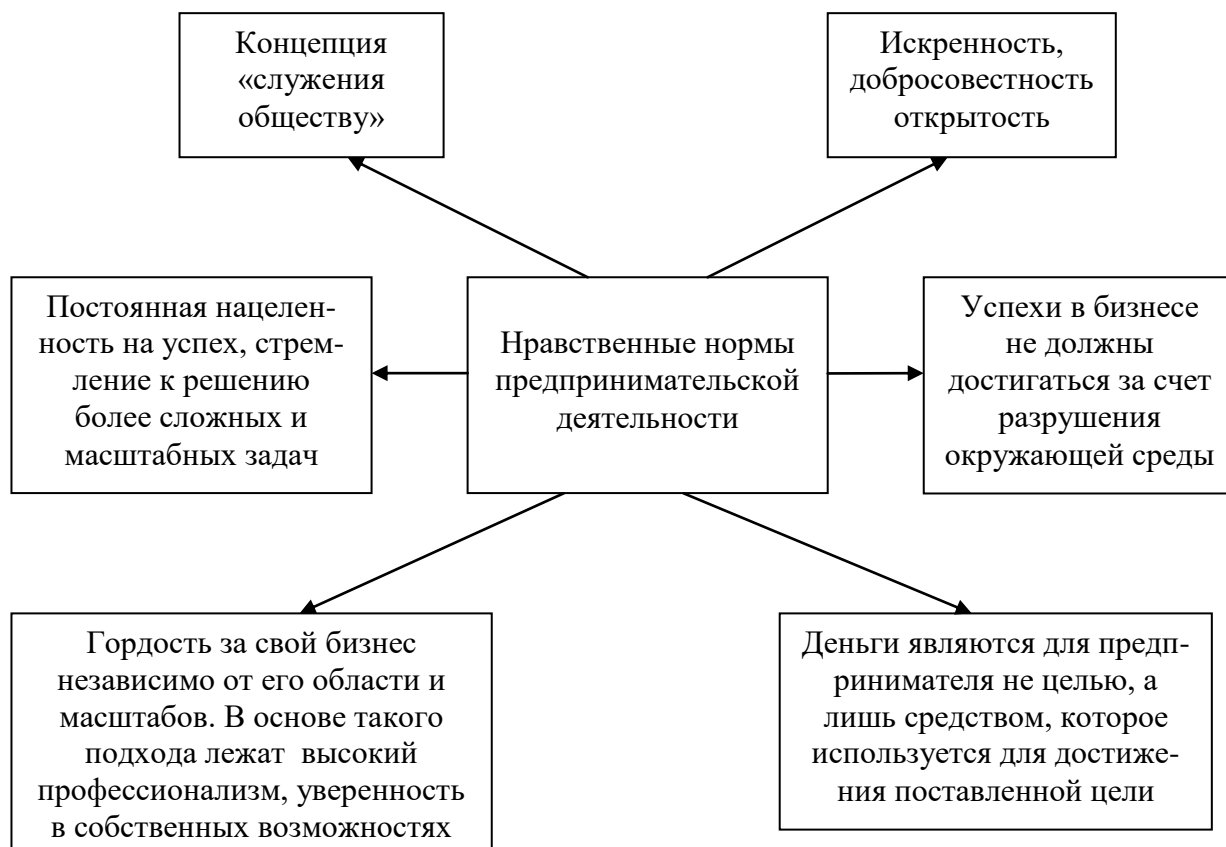 Концепция
«служения
обществу»
Искренность,
добросовестность
открытость
Постоянная нацелен-
ность на успех, стрем-
ление к решению
более сложных и
масштабных задач
Нравственные нормы
предпринимательской
деятельности
Успехи в бизнесе
не должны
достигаться за счет
разрушения
окружающей среды
Гордость за свой бизнес
независимо от его области и
масштабов. В основе такого
подхода лежат высокий
профессионализм, уверенность
в собственных возможностях
Деньги являются для предп-
ринимателя не целью, а
лишь средством, которое
используется для достиже-
ния поставленной цели